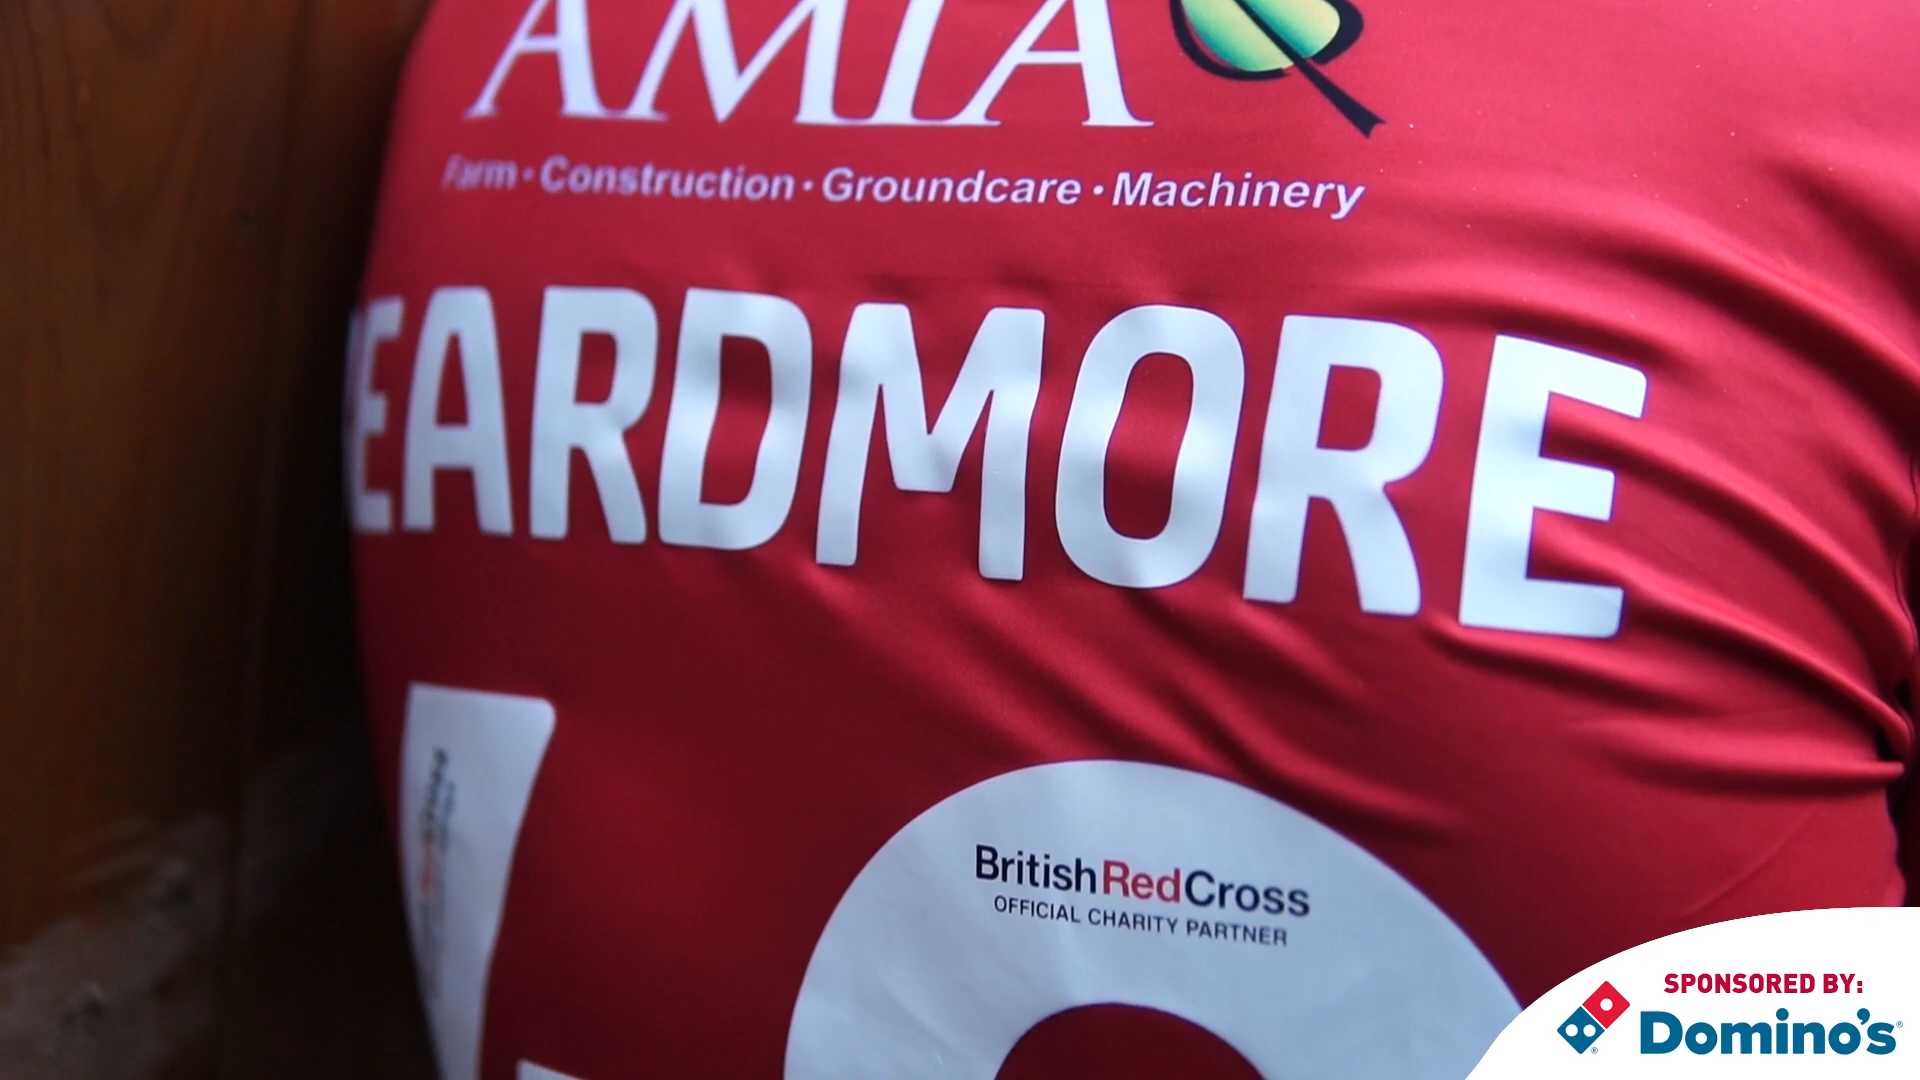 AMIA
Farm · Construction · Groundcare · Machinery
EARDMORE
BritishRedCross
OFFICIAL CHARITY PARTNER
SPONSORED BY:
Domino's